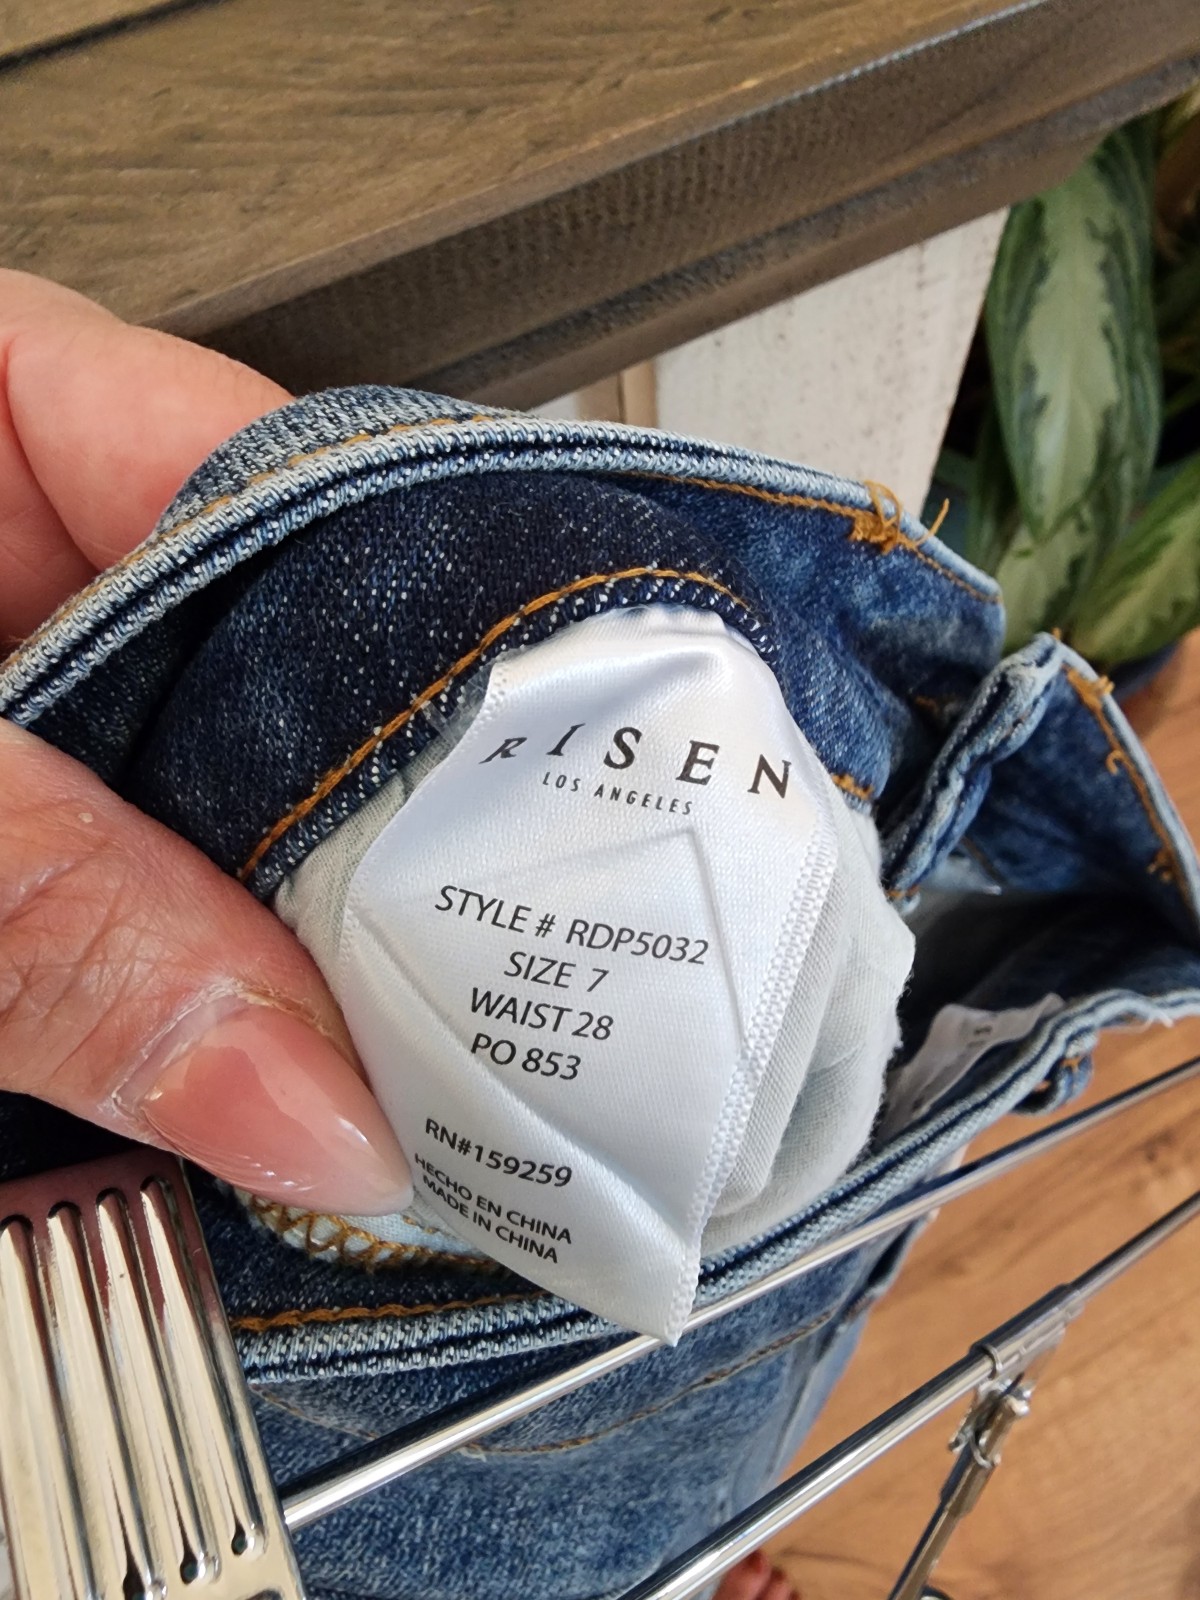 RISEN
LOS ANGELES
STYLE # RDP5032
SIZE 7
WAIST 28
PO 853
RN#159259
HECHO EN CHINA
MADE IN CHINA